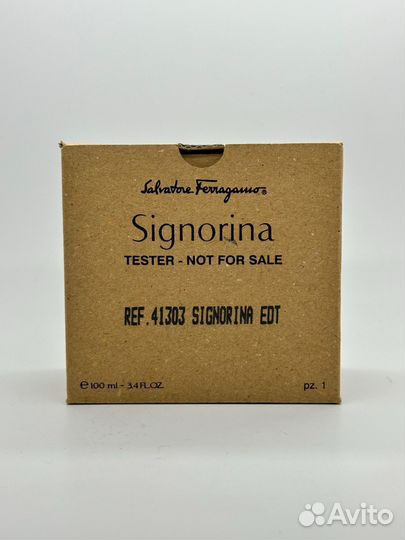 Salvatore Ferragamo®
Signorina
TESTER - NOT FOR SALE
REF.41303 SIGNORINA EDT
℮100 ml - 3.4 FL.OZ.
pz. 1
Avito